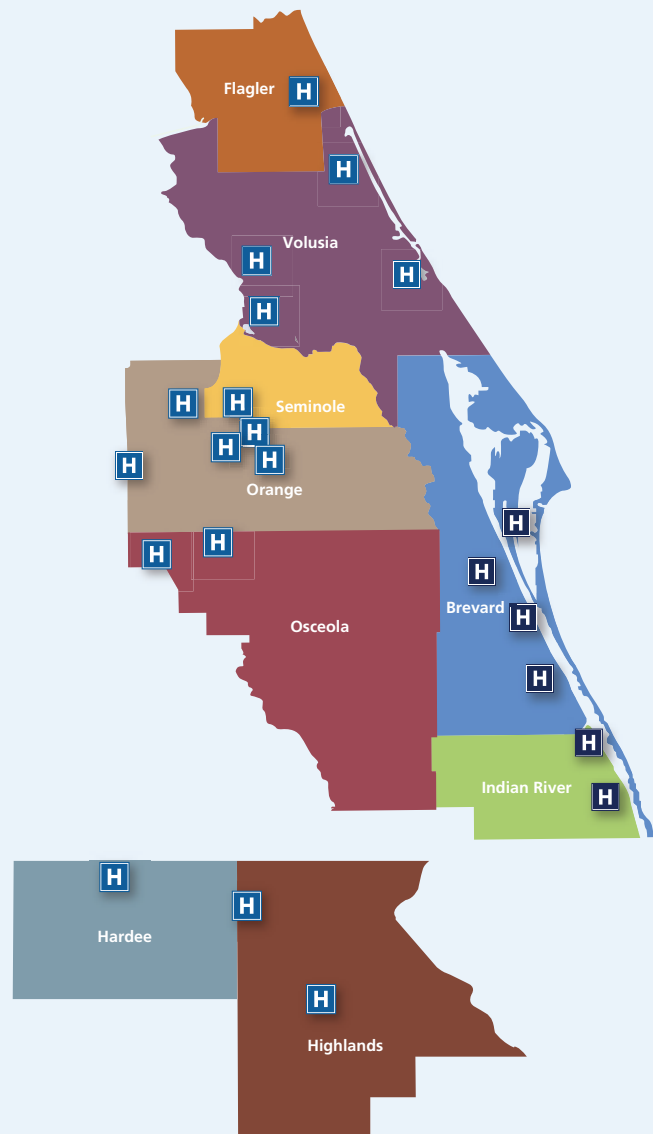 Flagler H
H
Volusia
H
H
H
H
H
Seminole
H
H
H
H
Orange
H
H
H
H
Brevard
H
Osceola
H
H
Indian River
H
H
H
Hardee
H
Highlands